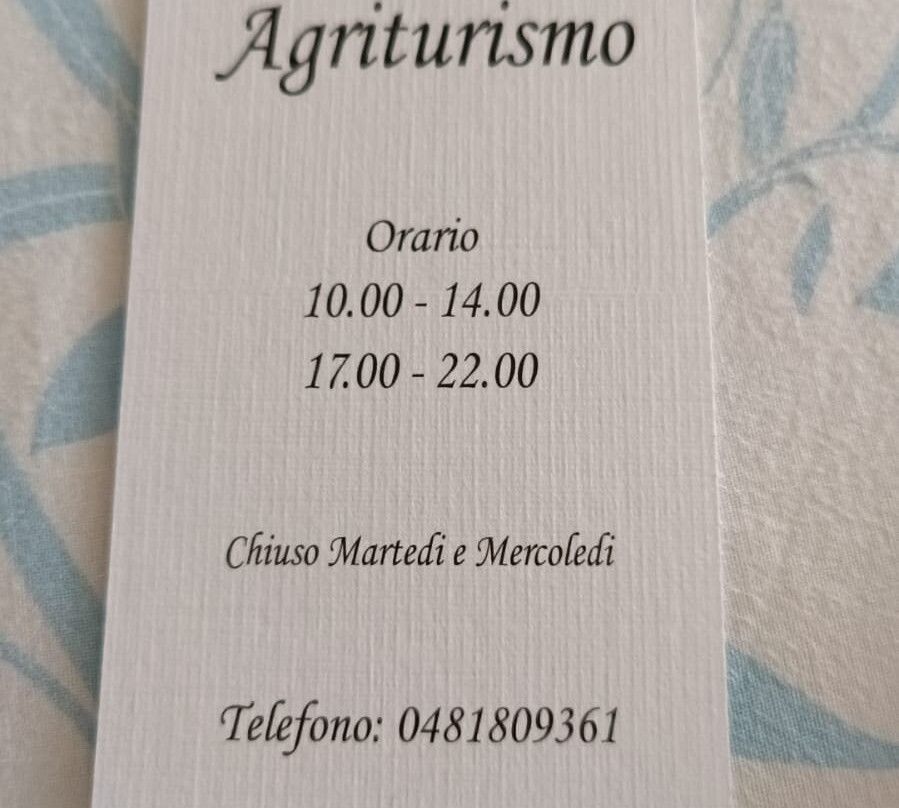 Agriturismo
Orario
10.00 - 14.00
17.00 - 22.00
Chiuso Martedi e Mercoledi
Telefono: 0481809361